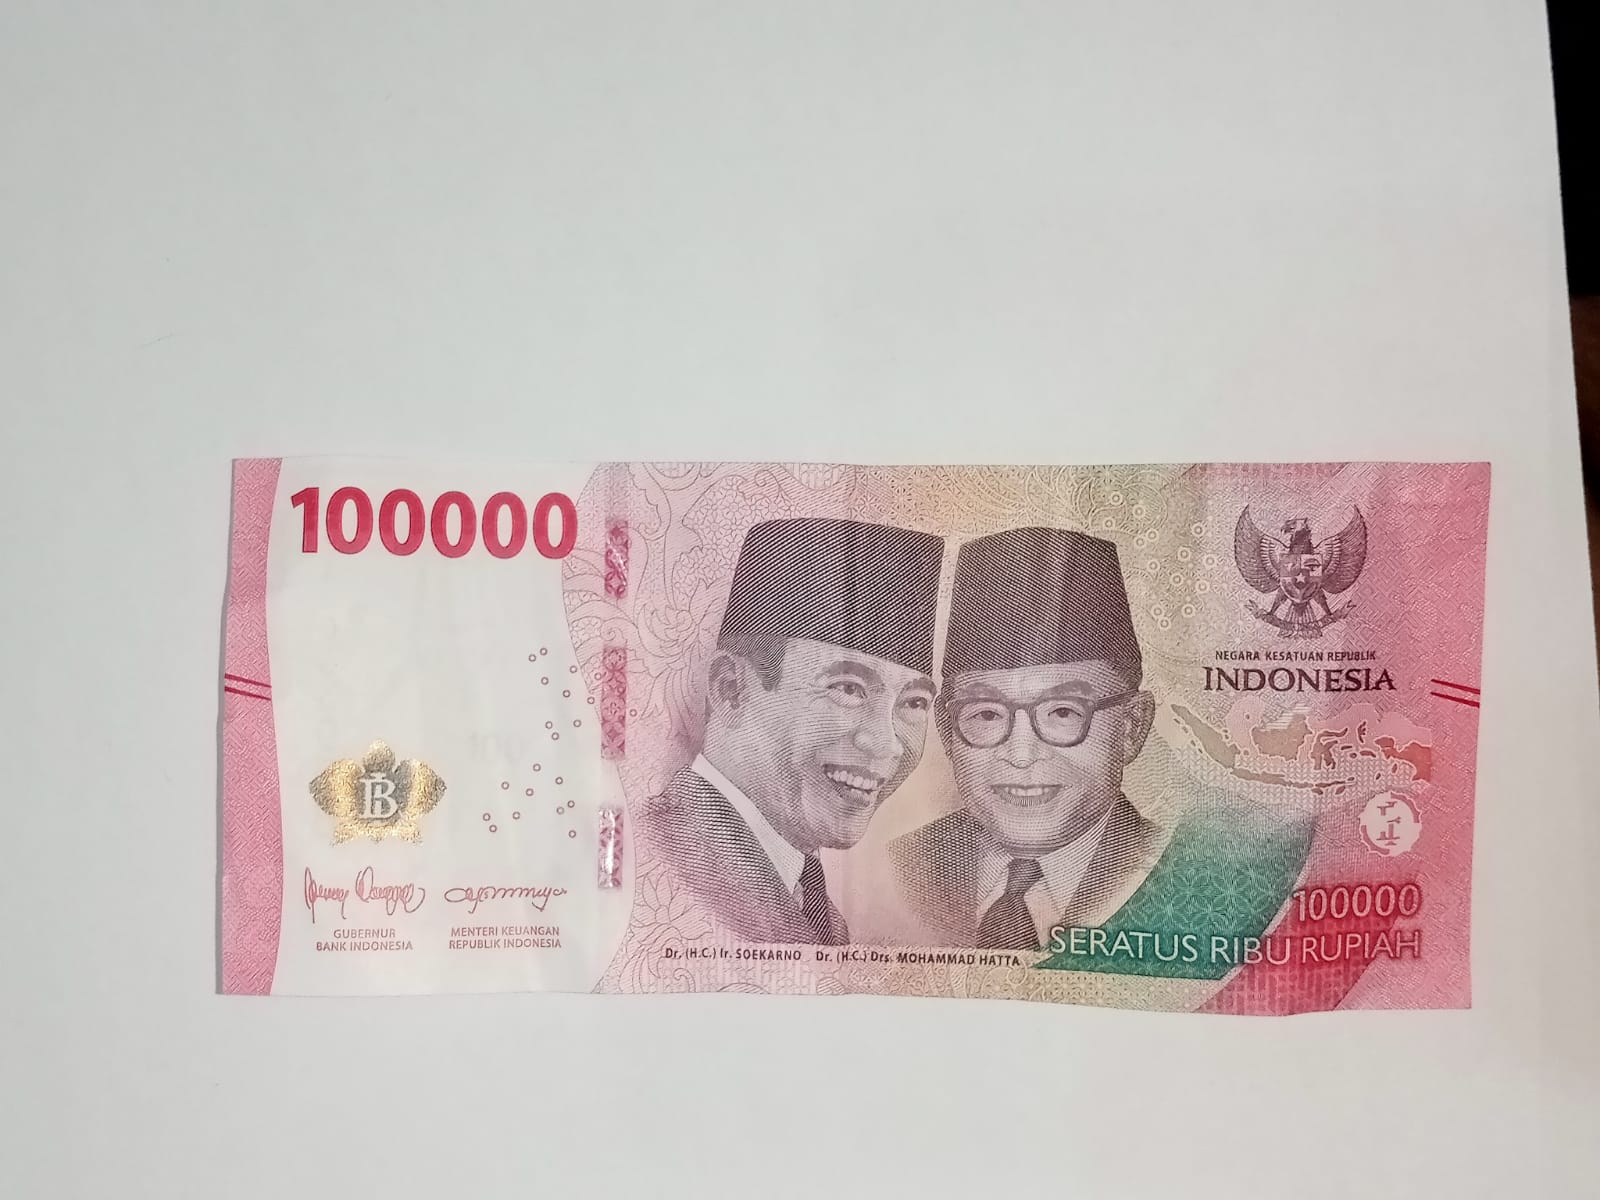 100000
B
GUBERNUR
BANK INDONESIA
MENTERI KEUANGAN
REPUBLIK INDONESIA
Dr. (H.C.) Ir. SOEKARNO
Dr. (H.C.) Drs. MOHAMMAD HATTA
NEGARA KESATUAN REPUBLIK
INDONESIA
100000
SERATUS RIBU RUPIAH